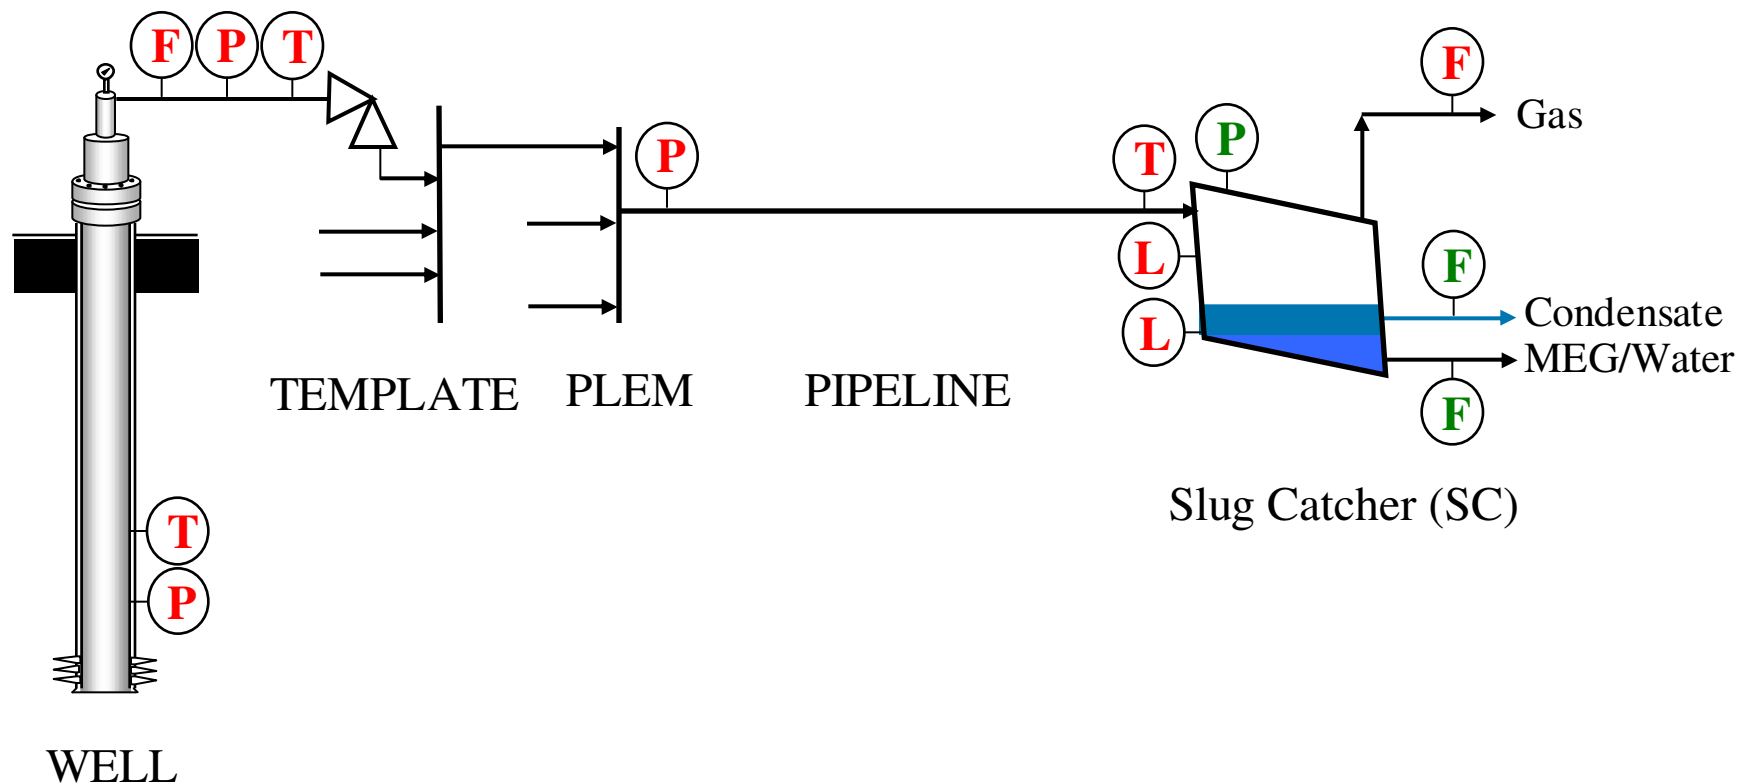 F P T
F
Gas
P
P
T
L
F
L
Condensate
MEG/Water
F
TEMPLATE
PLEM
PIPELINE
Slug Catcher (SC)
T
P
WELL